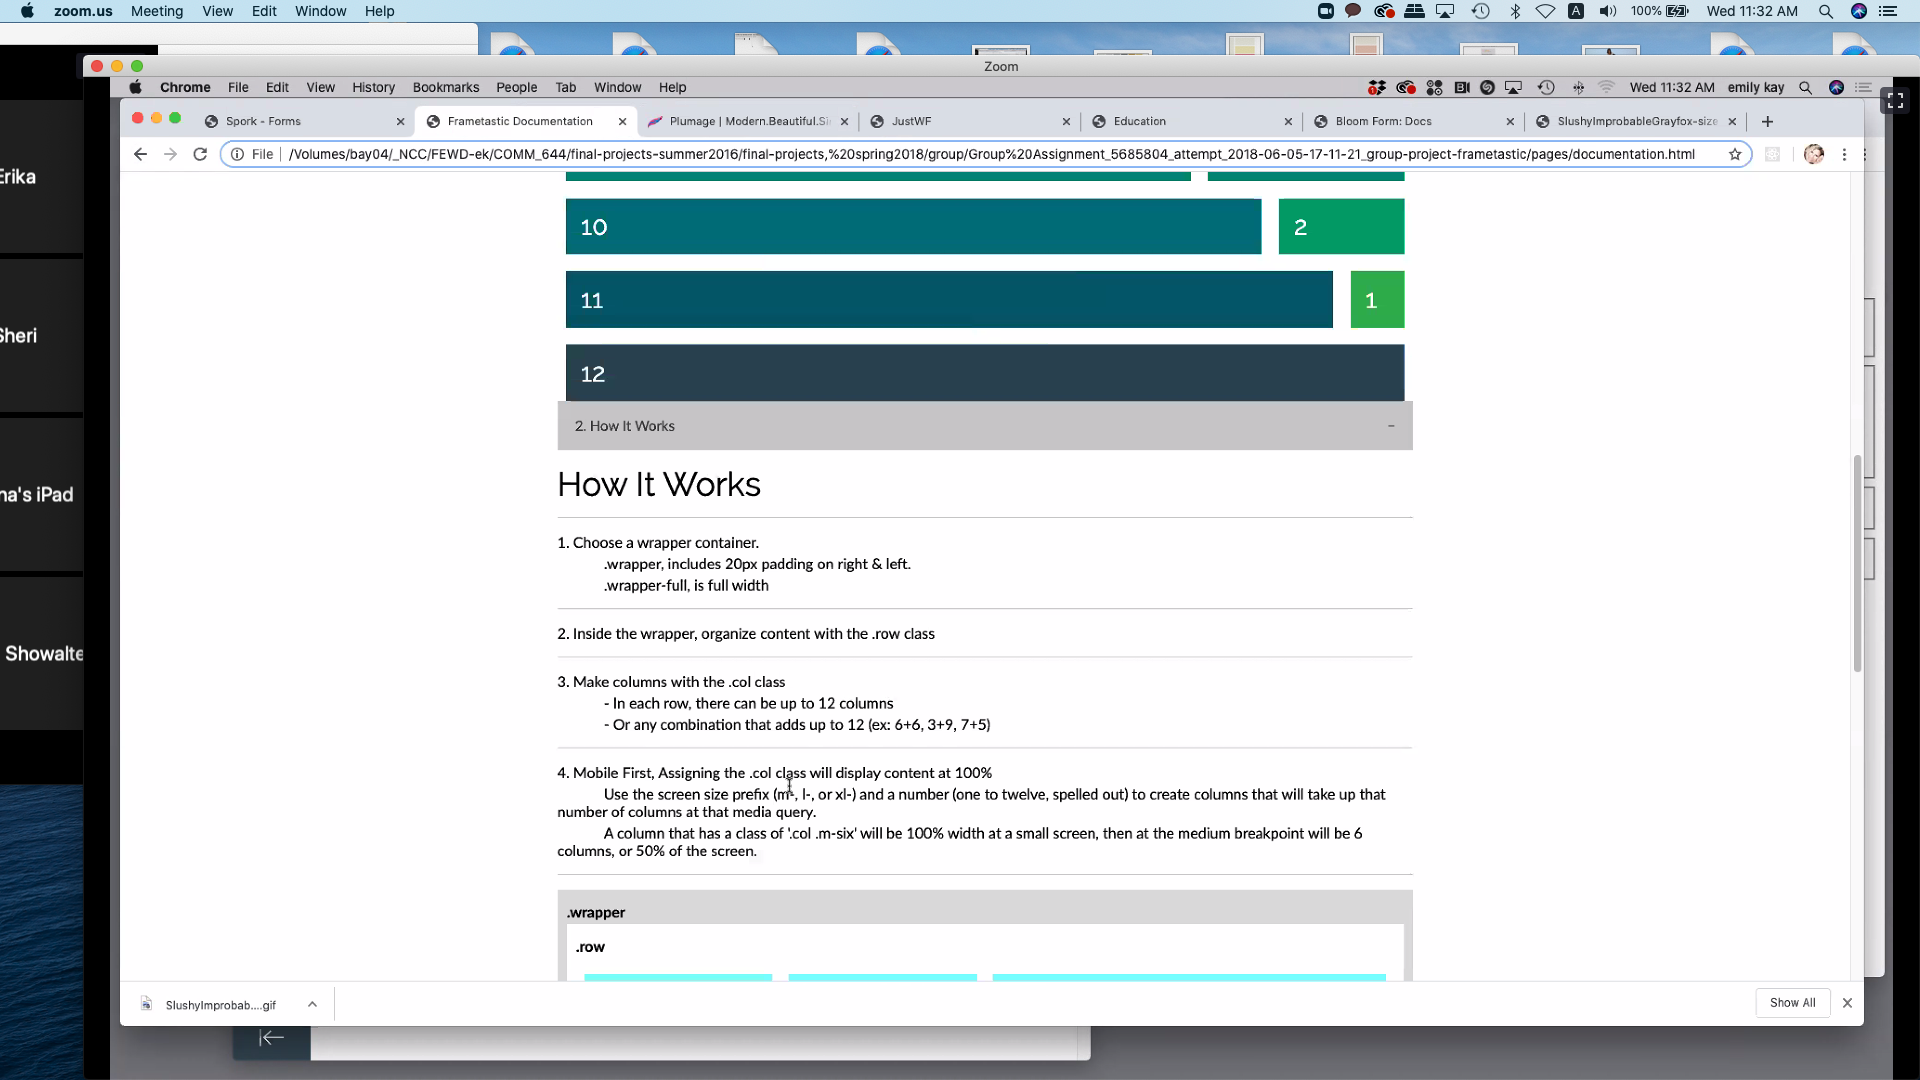 zoom.us Meeting View Edit Window Help
100% Wed 11:32 AM
Zoom
Chrome File Edit View History Bookmarks People Tab Window Help
Wed 11:32 AM emily kay
Spork - Forms
Frametastic Documentation
Plumage | Modern.Beautiful.Si
JustWF
Education
Bloom Form: Docs
SlushyImprobableGrayfox-size
File /Volumes/bay04/_NCC/FEWD-ek/COMM_644/final-projects-summer2016/final-projects,%20spring2018/group/Group%20Assignment_5685804_attempt_2018-06-05-17-11-21_group-project-frametastic/pages/documentation.html
Erika
Sheri
na's iPad
Showalte
10
2
11
1
12
2. How It Works
−
How It Works
1. Choose a wrapper container.
.wrapper, includes 20px padding on right & left.
.wrapper-full, is full width
2. Inside the wrapper, organize content with the .row class
3. Make columns with the .col class
- In each row, there can be up to 12 columns
- Or any combination that adds up to 12 (ex: 6+6, 3+9, 7+5)
4. Mobile First, Assigning the .col class will display content at 100%
Use the screen size prefix (m-, l-, or xl-) and a number (one to twelve, spelled out) to create columns that will take up that
number of columns at that media query.
A column that has a class of '.col .m-six' will be 100% width at a small screen, then at the medium breakpoint will be 6
columns, or 50% of the screen.
.wrapper
.row
SlushyImprobab....gif
Show All